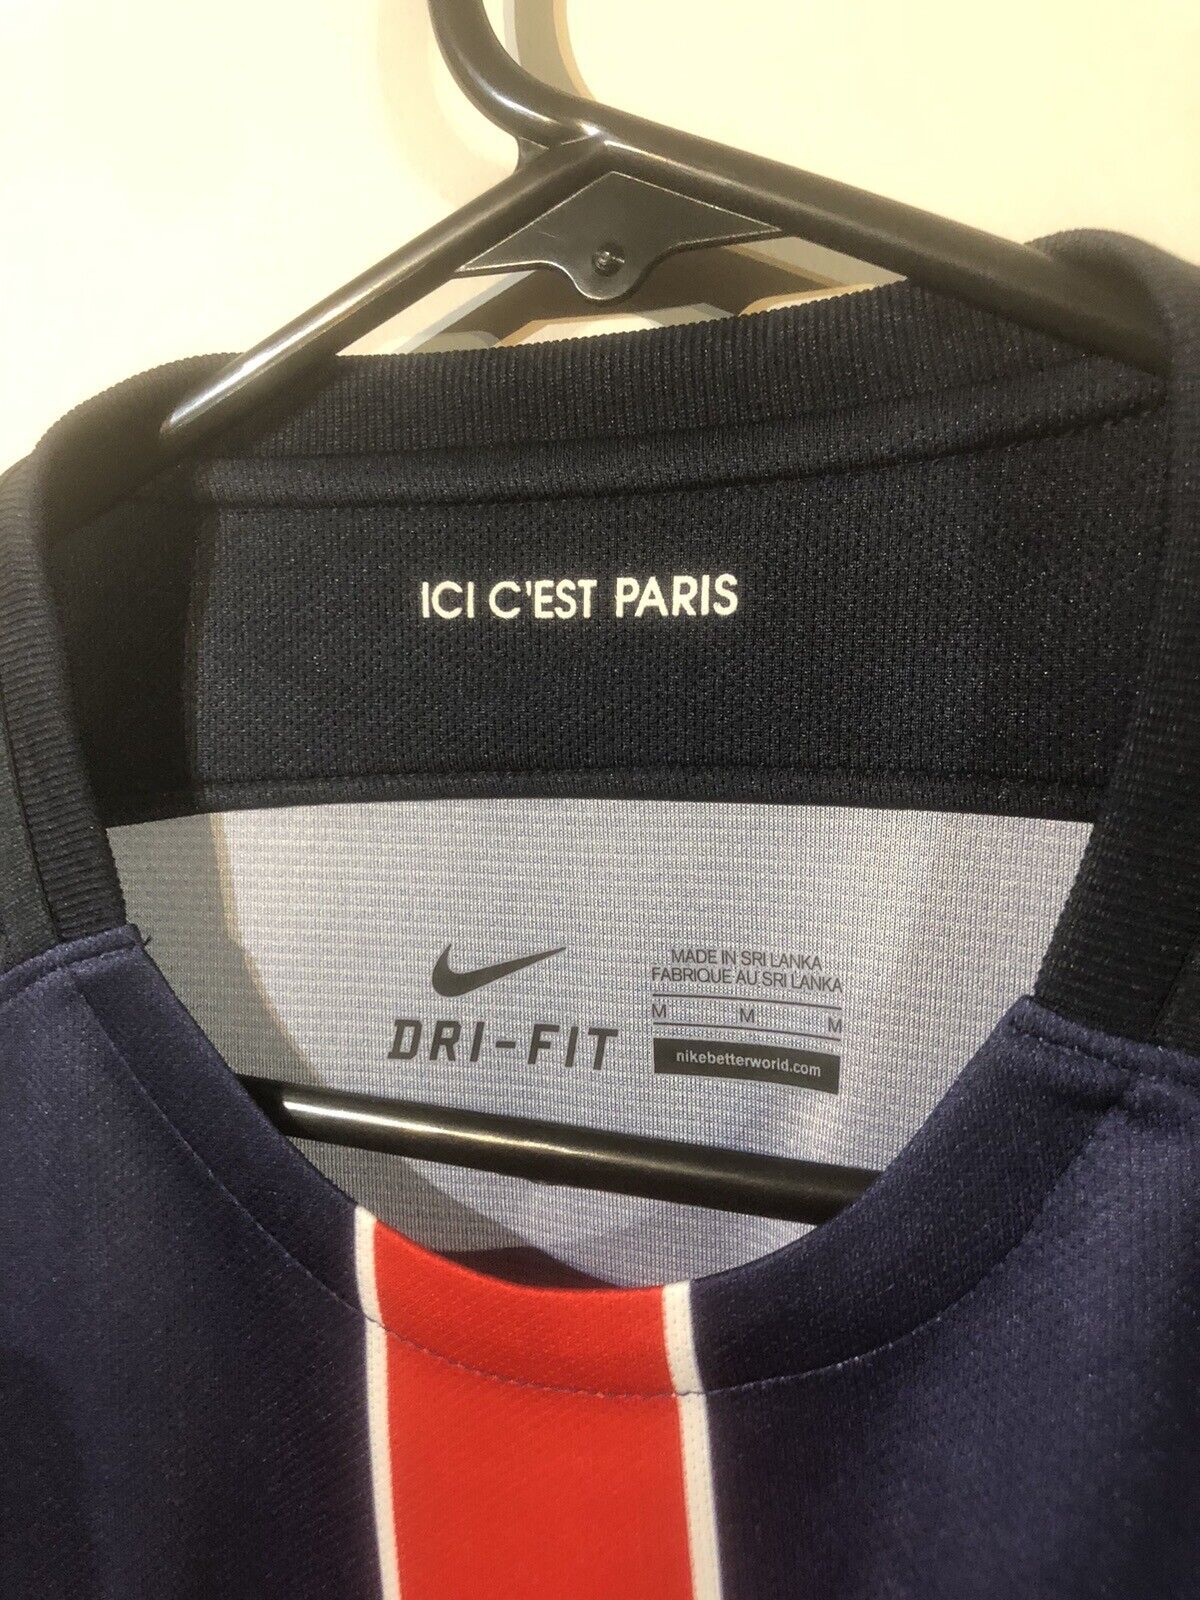 ICI C'EST PARIS
DRI-FIT
MADE IN SRI LANKA
FABRIQUE AU SRI LANKA
M M M
nikebetterworld.com